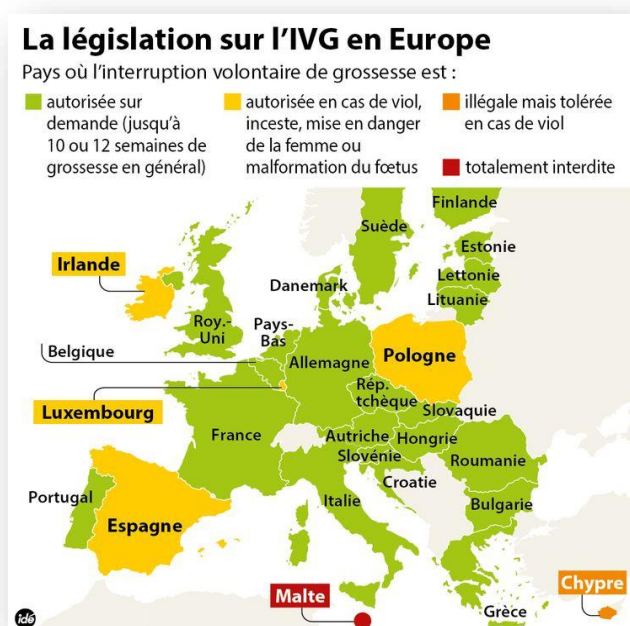 La législation sur l'IVG en Europe
Pays où l'interruption volontaire de grossesse est :
autorisée sur
demande (jusqu'à
10 ou 12 semaines de
grossesse en général)
autorisée en cas de viol,
inceste, mise en danger
de la femme ou
malformation du fœtus
illégale mais tolérée
en cas de viol
totalement interdite
Finlande
Suède
Estonie
Irlande
Lettonie
Danemark
Lituanie
Roy.-
Uni
Pays-
Bas
Belgique
Allemagne
Pologne
Rép.
tchèque
Luxembourg
Slovaquie
France
Autriche
Hongrie
Slovénie
Roumanie
Croatie
Portugal
Italie
Bulgarie
Espagne
Malte
Chypre
Grèce
idé